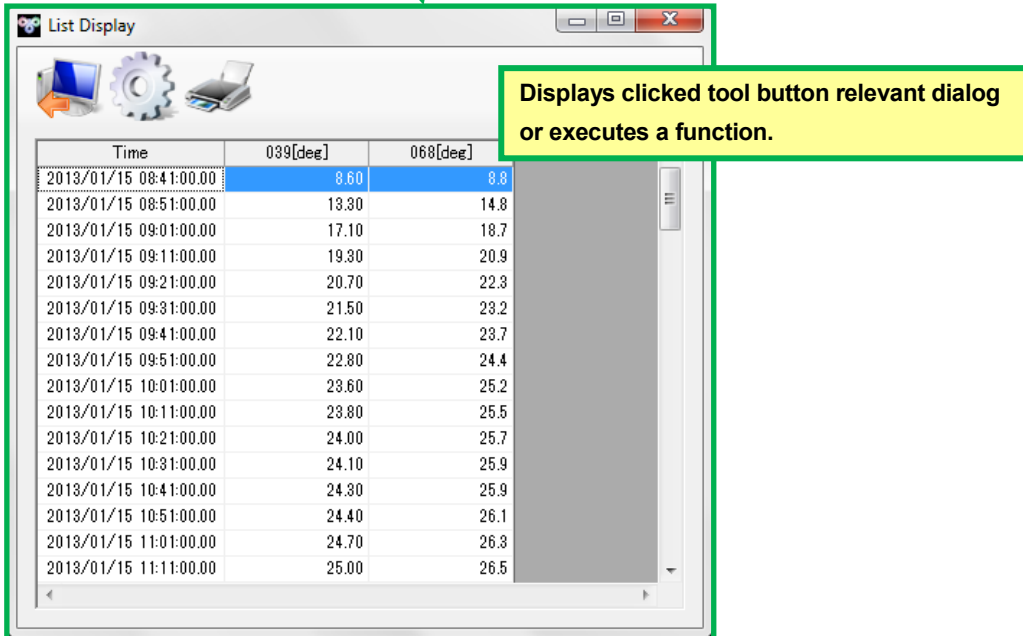 List Display
Displays clicked tool button relevant dialog
or executes a function.
Time 039[deg] 068[deg]
2013/01/15 08:41:00.00 8.60 8.8
2013/01/15 08:51:00.00 13.30 14.8
2013/01/15 09:01:00.00 17.10 18.7
2013/01/15 09:11:00.00 19.30 20.9
2013/01/15 09:21:00.00 20.70 22.3
2013/01/15 09:31:00.00 21.50 23.2
2013/01/15 09:41:00.00 22.10 23.7
2013/01/15 09:51:00.00 22.80 24.4
2013/01/15 10:01:00.00 23.60 25.2
2013/01/15 10:11:00.00 23.80 25.5
2013/01/15 10:21:00.00 24.00 25.7
2013/01/15 10:31:00.00 24.10 25.9
2013/01/15 10:41:00.00 24.30 25.9
2013/01/15 10:51:00.00 24.40 26.1
2013/01/15 11:01:00.00 24.70 26.3
2013/01/15 11:11:00.00 25.00 26.5